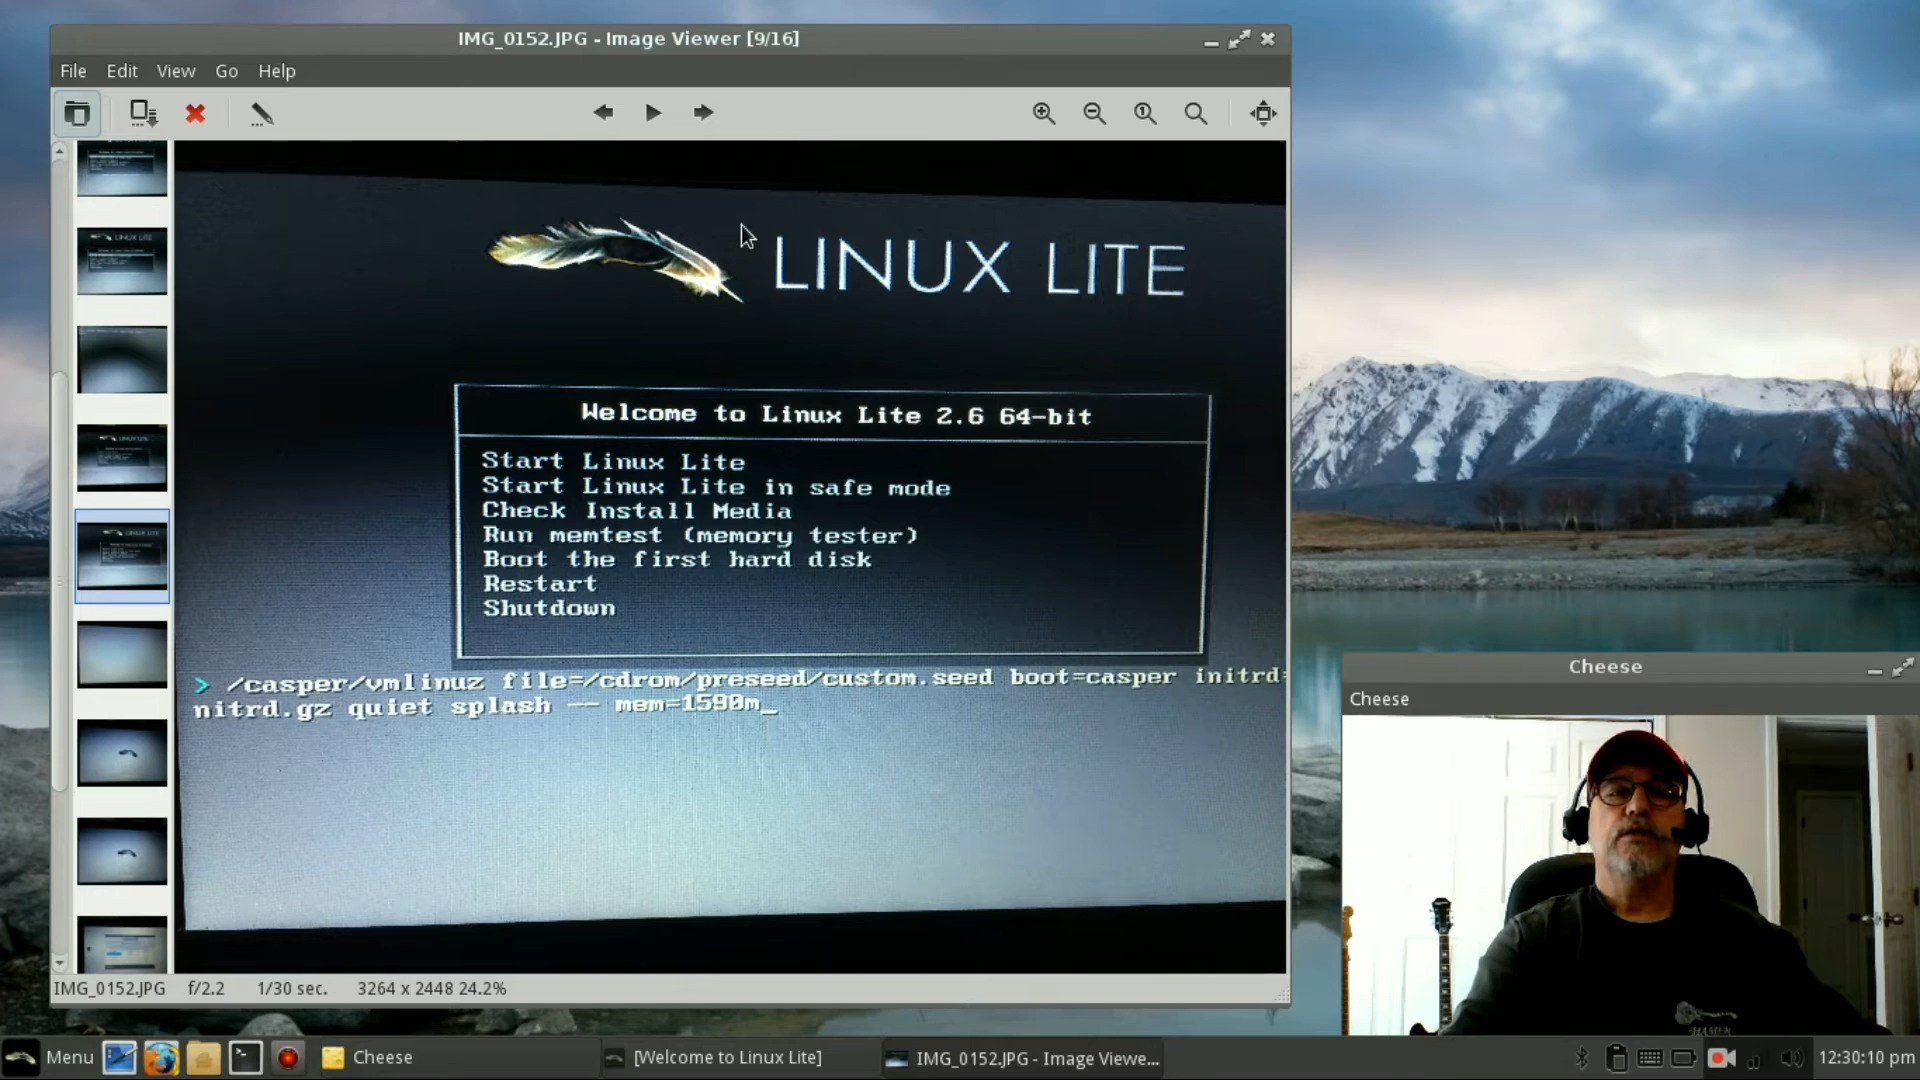 IMG_0152.JPG - Image Viewer [9/16]
File Edit View Go Help
LINUX LITE
Welcome to Linux Lite 2.6 64-bit
Start Linux Lite
Start Linux Lite in safe mode
Check Install Media
Run memtest (memory tester)
Boot the first hard disk
Restart
Shutdown
> /casper/vmlinuz file=/cdrom/preseed/custom.seed boot=casper initrd=
nitrd.gz quiet splash -- mem=1590m_
IMG_0152.JPG f/2.2 1/30 sec. 3264 x 2448 24.2%
Cheese
Cheese
HAMER
Menu Cheese [Welcome to Linux Lite] IMG_0152.JPG - Image Viewe... 12:30:10 pm